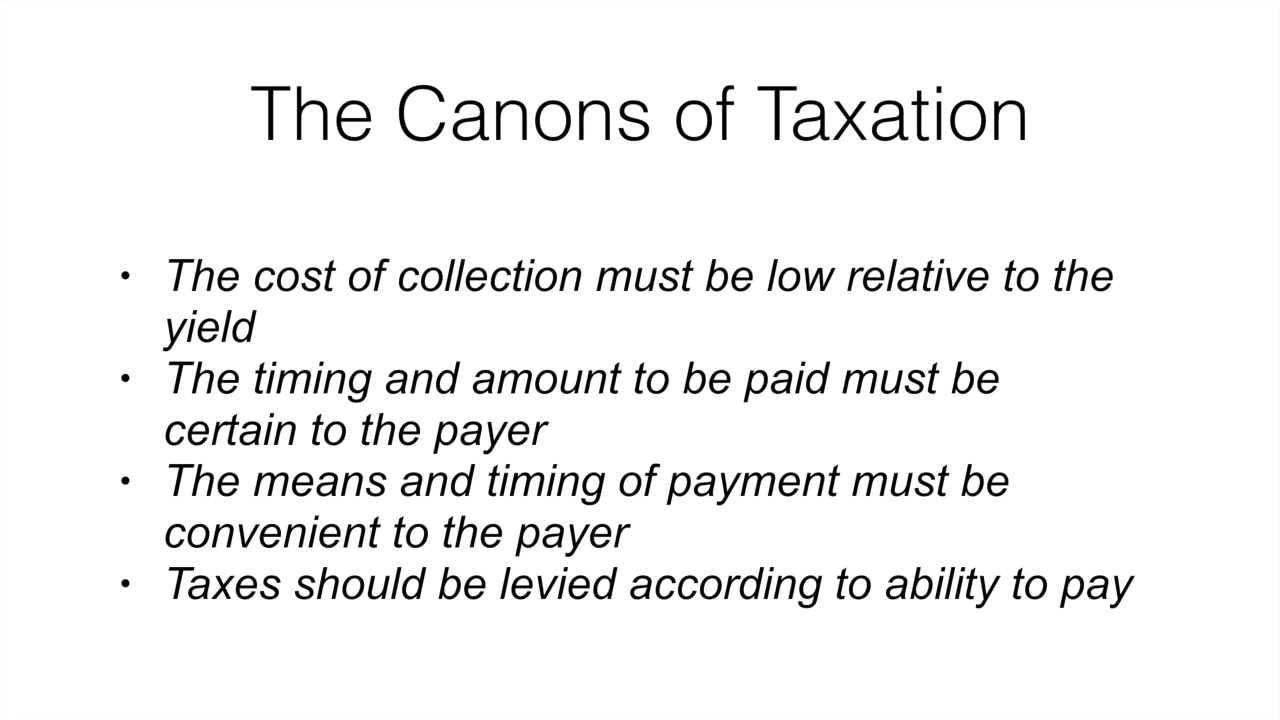 The Canons of Taxation
• The cost of collection must be low relative to the
yield
• The timing and amount to be paid must be
certain to the payer
• The means and timing of payment must be
convenient to the payer
• Taxes should be levied according to ability to pay